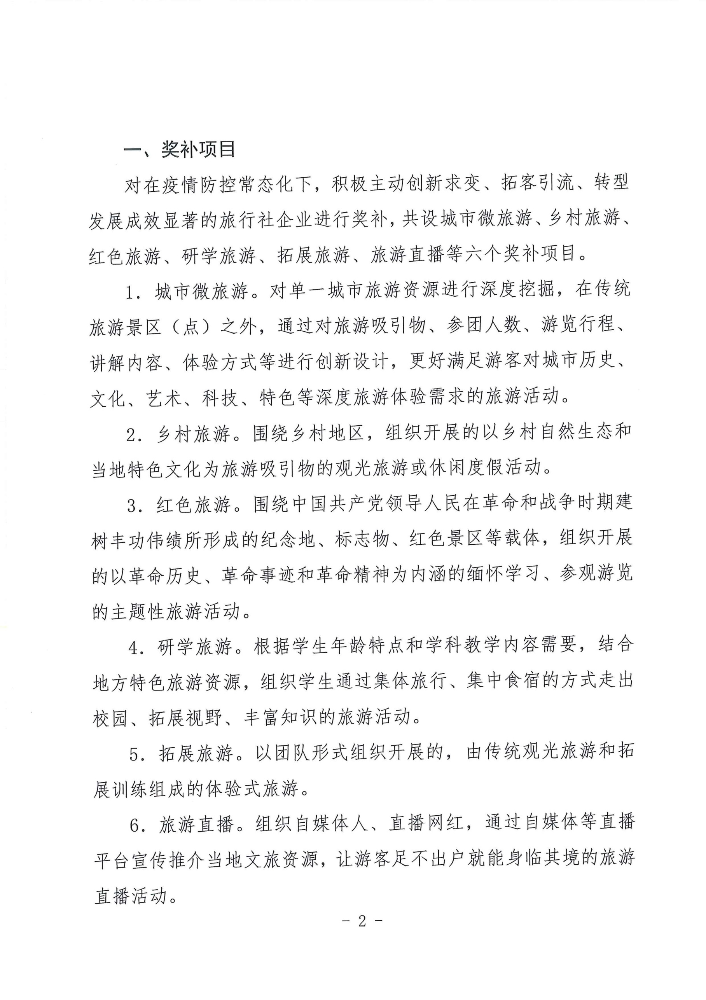 一、奖补项目
对在疫情防控常态化下，积极主动创新求变、拓客引流、转型
发展成效显著的旅行社企业进行奖补，共设城市微旅游、乡村旅游、
红色旅游、研学旅游、拓展旅游、旅游直播等六个奖补项目。
1. 城市微旅游。对单一城市旅游资源进行深度挖掘，在传统
旅游景区（点）之外，通过对旅游吸引物、参团人数、游览行程、
讲解内容、体验方式等进行创新设计，更好满足游客对城市历史、
文化、艺术、科技、特色等深度旅游体验需求的旅游活动。
2. 乡村旅游。围绕乡村地区，组织开展的以乡村自然生态和
当地特色文化为旅游吸引物的观光旅游或休闲度假活动。
3. 红色旅游。围绕中国共产党领导人民在革命和战争时期建
树丰功伟绩所形成的纪念地、标志物、红色景区等载体，组织开展
的以革命历史、革命事迹和革命精神为内涵的缅怀学习、参观游览
的主题性旅游活动。
4. 研学旅游。根据学生年龄特点和学科教学内容需要，结合
地方特色旅游资源，组织学生通过集体旅行、集中食宿的方式走出
校园、拓展视野、丰富知识的旅游活动。
5. 拓展旅游。以团队形式组织开展的，由传统观光旅游和拓
展训练组成的体验式旅游。
6. 旅游直播。组织自媒体人、直播网红，通过自媒体等直播
平台宣传推介当地文旅资源，让游客足不出户就能身临其境的旅游
直播活动。
- 2 -